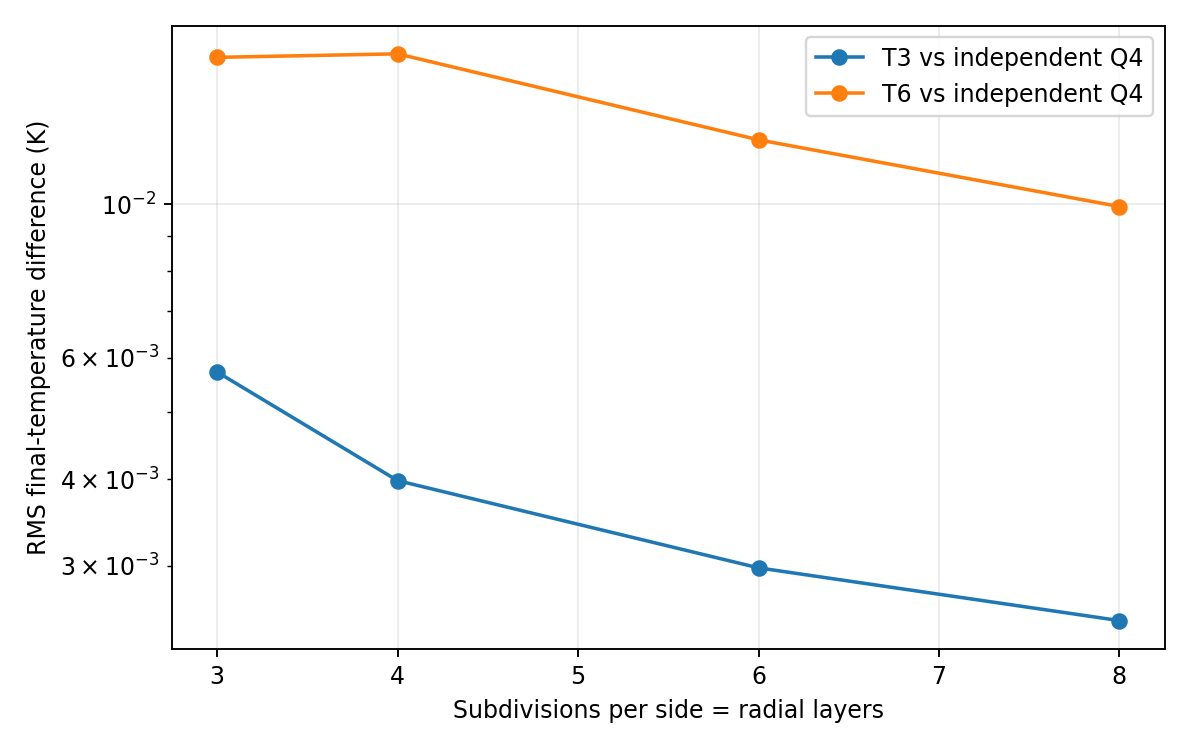 T3 vs independent Q4
T6 vs independent Q4
RMS final-temperature difference (K)
10⁻²
6 × 10⁻³
4 × 10⁻³
3 × 10⁻³
3 4 5 6 7 8
Subdivisions per side = radial layers